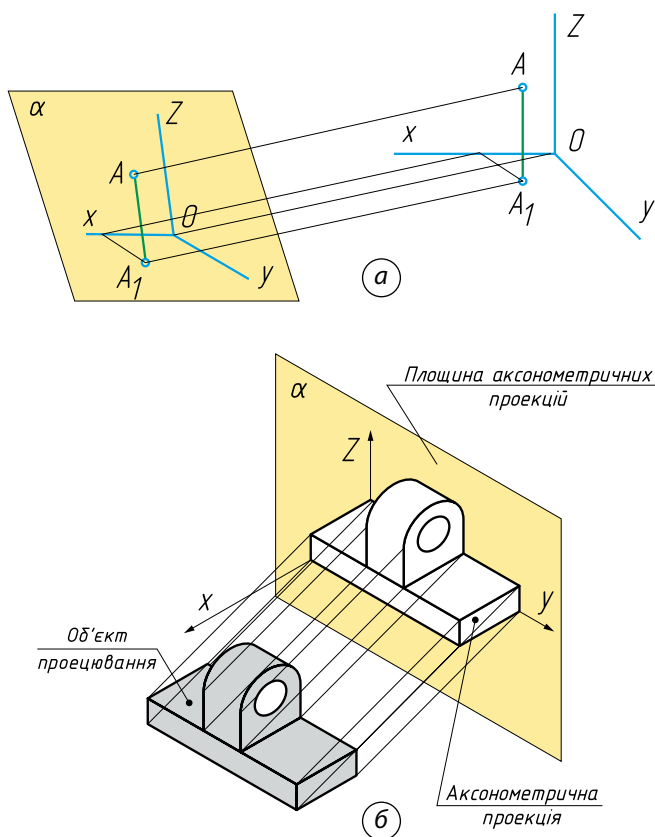 Z
A
α
Z
x
O
A
A₁
y
x
O
A₁
y
а
Площина аксонометричних
проекцій
α
Z
x
y
Об'єкт
проецювання
Аксонометрична
проекція
б